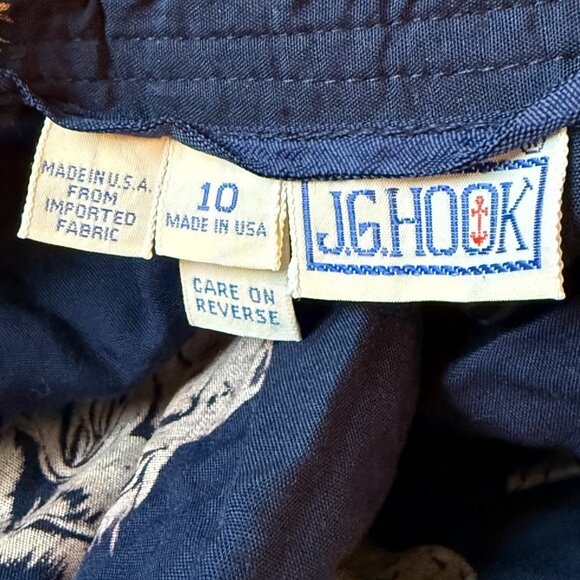 MADE IN U.S.A.
FROM
IMPORTED
FABRIC
10
MADE IN USA
CARE ON
REVERSE
J.G.HOOK